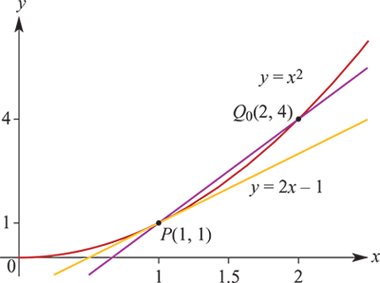 y
y = x²
Q₀(2, 4)
4
y = 2x – 1
1
P(1, 1)
0
1
1.5
2
x